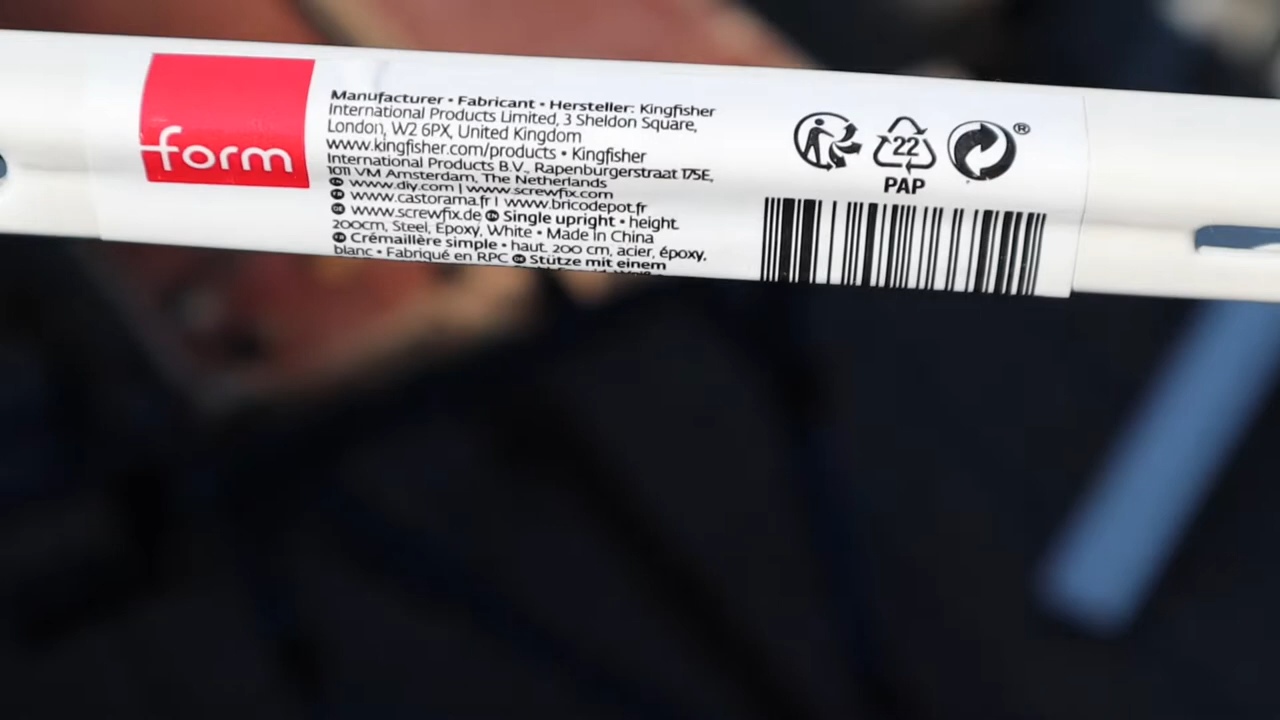 form
Manufacturer • Fabricant • Hersteller: Kingfisher
International Products Limited, 3 Sheldon Square,
London, W2 6PX, United Kingdom
www.kingfisher.com/products • Kingfisher
International Products B.V., Rapenburgerstraat 175E,
1011 VM Amsterdam, The Netherlands
www.diy.com | www.screwfix.com
www.castorama.fr | www.bricodepot.fr
www.screwfix.de EN Single upright • height
200cm, Steel, Epoxy, White • Made in China
FR Crémaillère simple • haut. 200 cm, acier, époxy,
blanc • Fabriqué en RPC DE Stütze mit einem
22
PAP
®